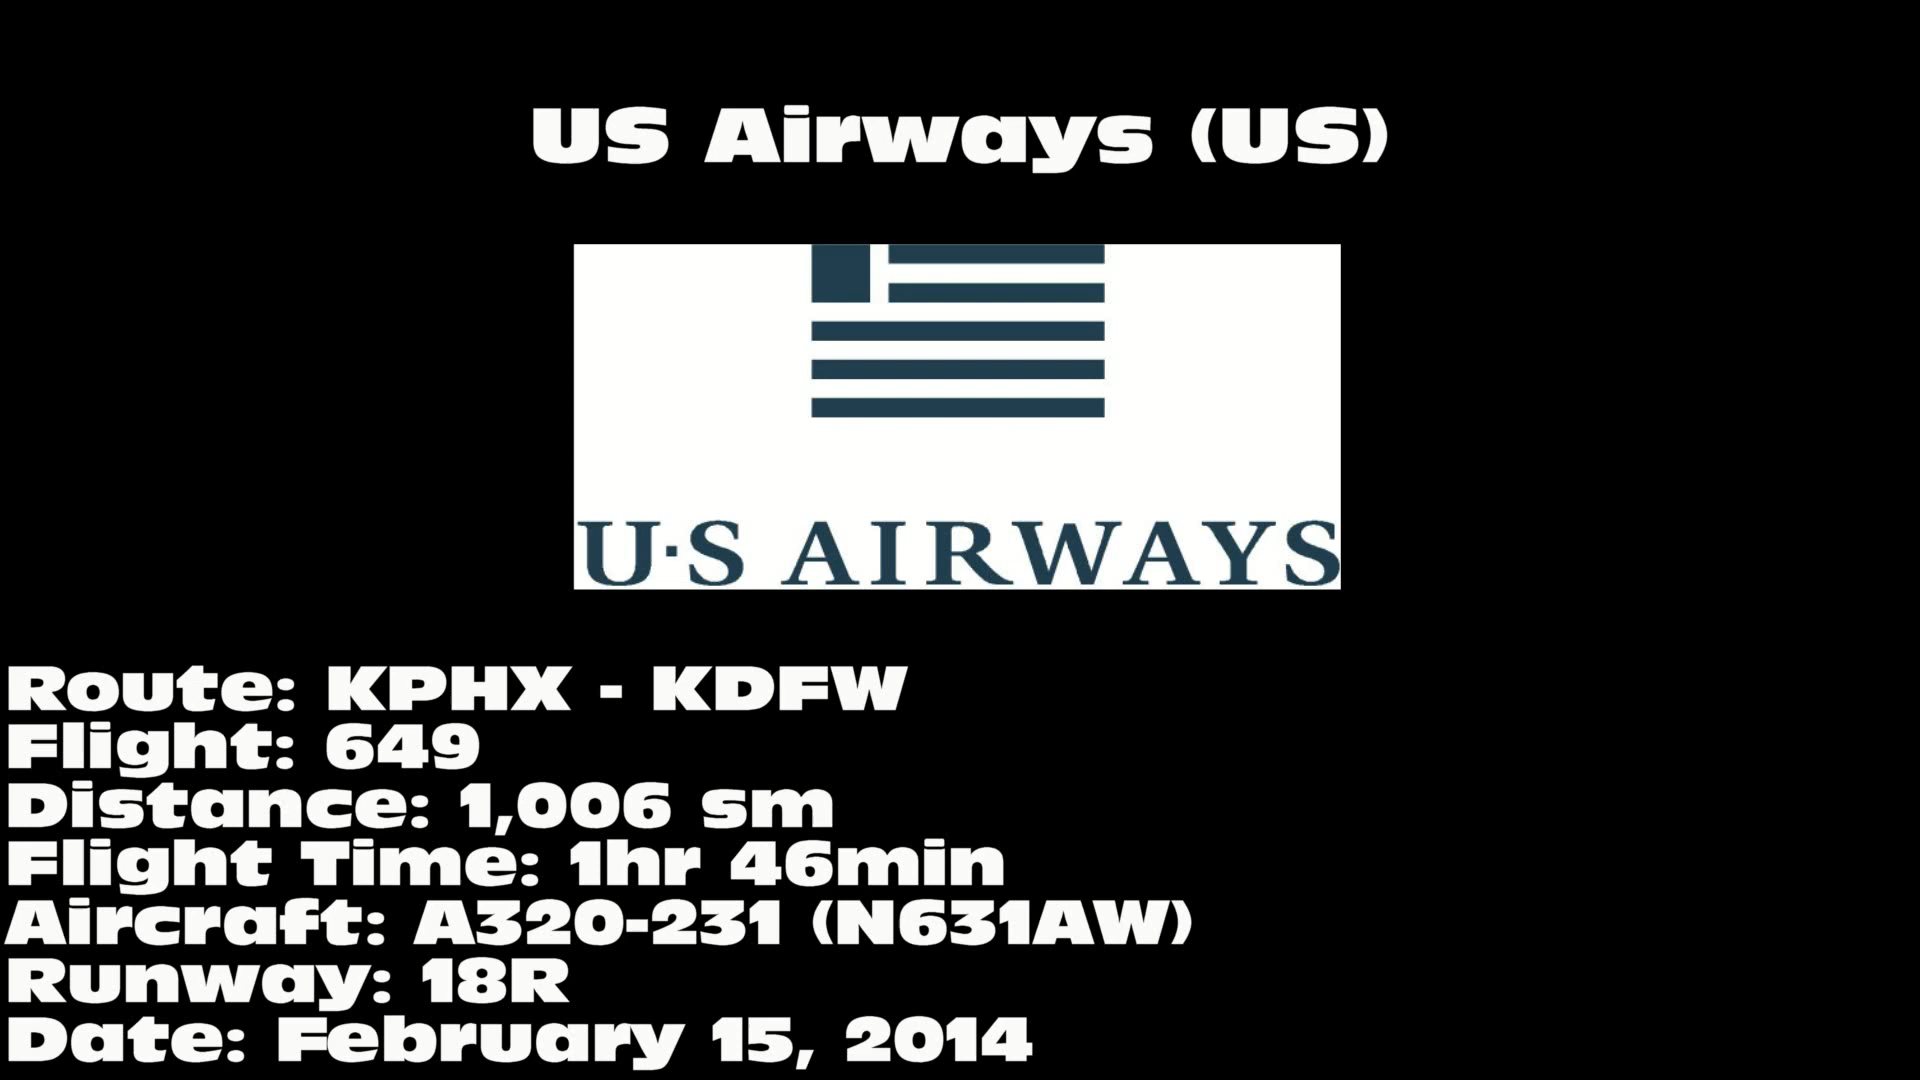 US Airways (US)
U·S AIRWAYS
Route: KPHX - KDFW
Flight: 649
Distance: 1,006 sm
Flight Time: 1hr 46min
Aircraft: A320-231 (N631AW)
Runway: 18R
Date: February 15, 2014